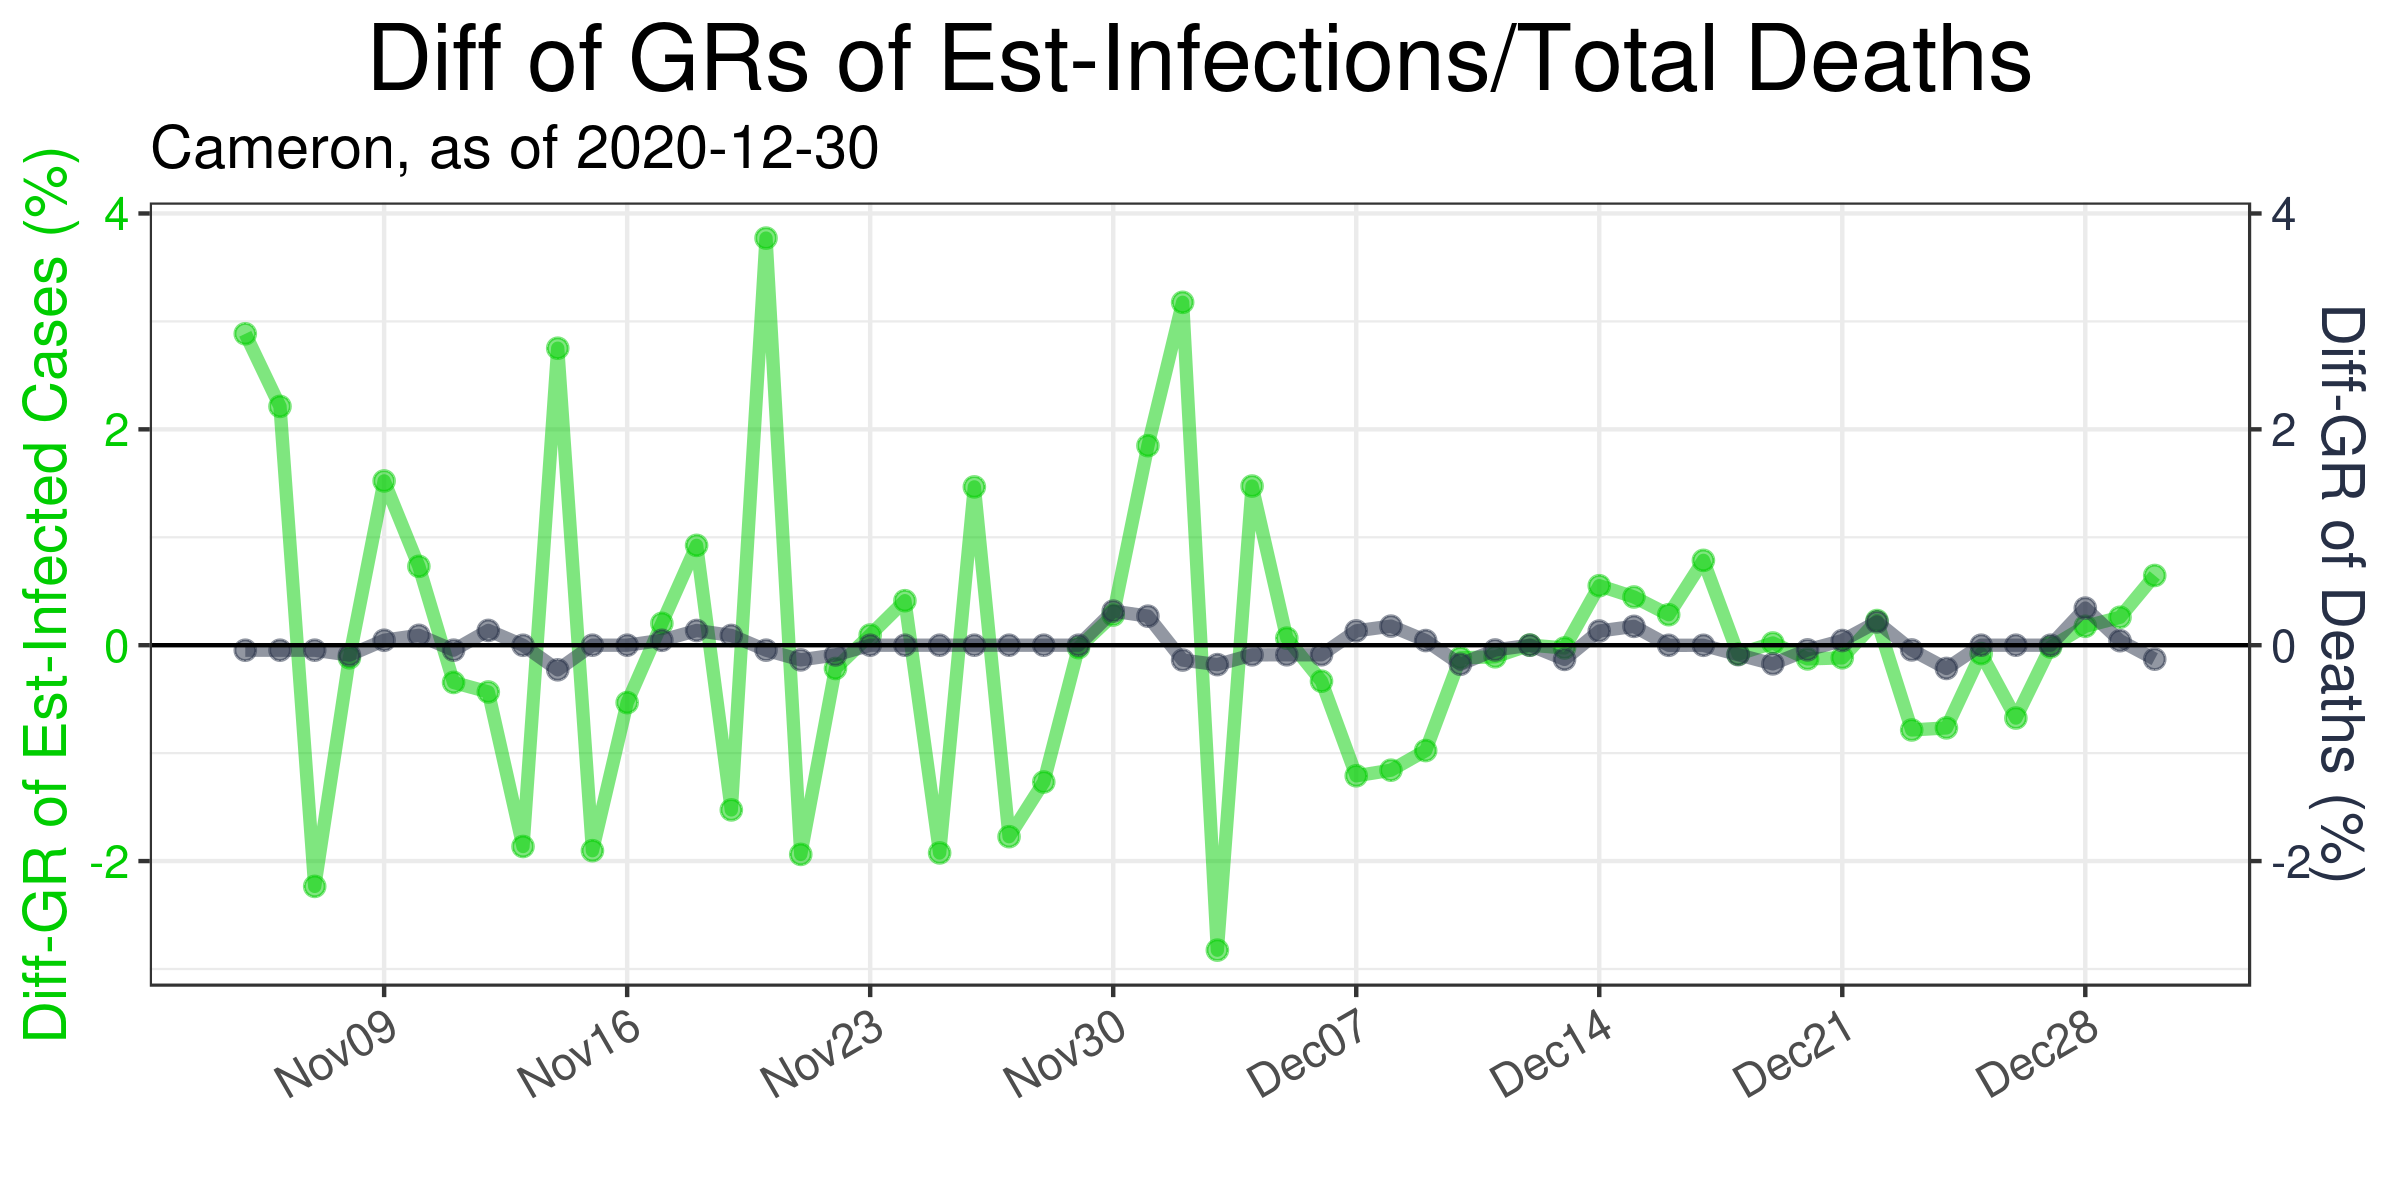 Diff of GRs of Est-Infections/Total Deaths
Cameron, as of 2020-12-30
Diff-GR of Est-Infected Cases (%)
4
2
0
-2
4
2
0
-2
Diff-GR of Deaths (%)
Nov09
Nov16
Nov23
Nov30
Dec07
Dec14
Dec21
Dec28